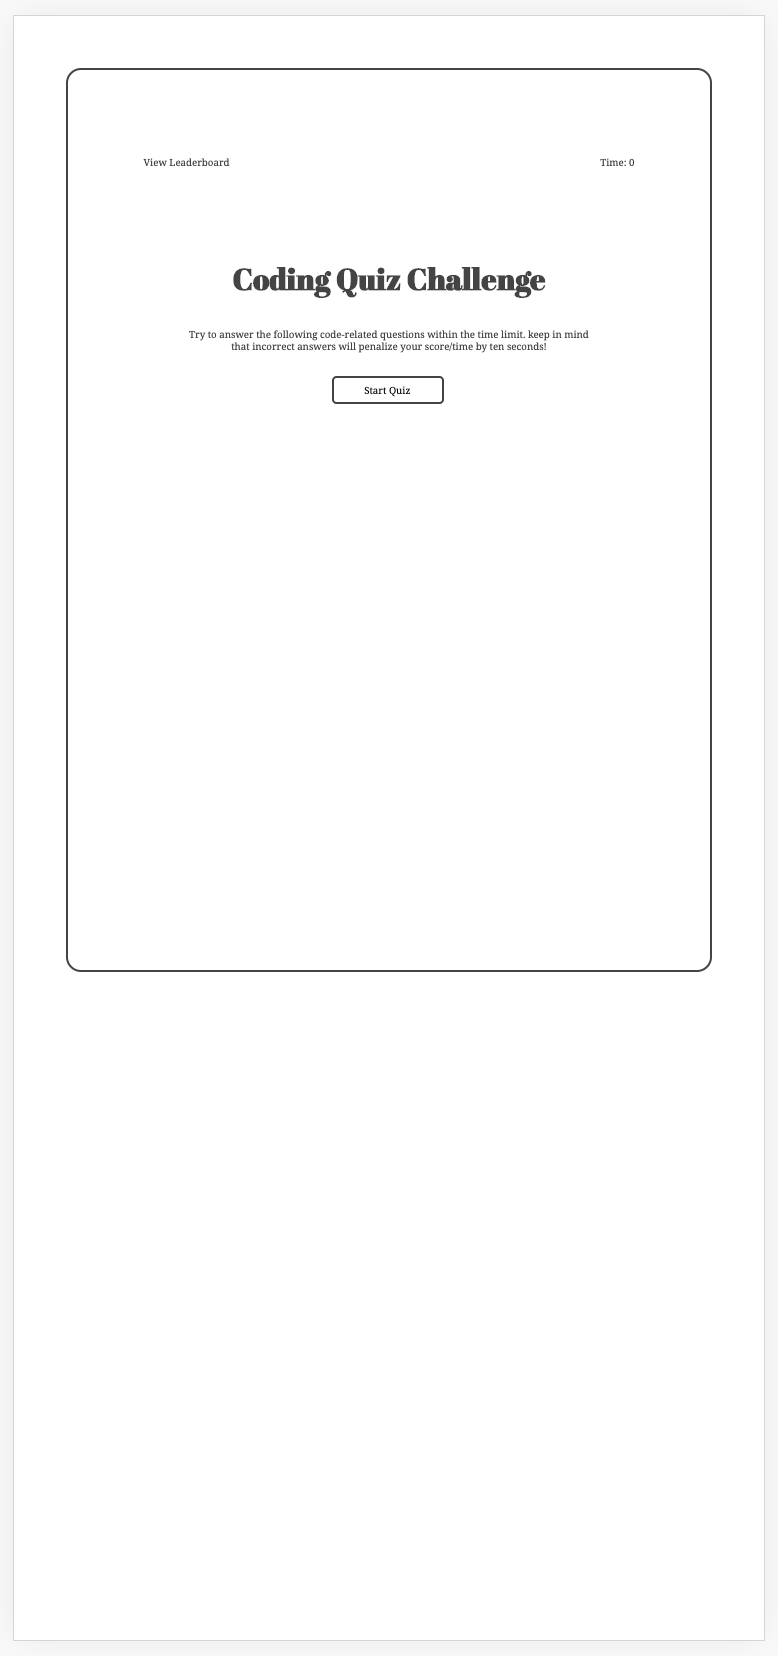 View Leaderboard
Time: 0
Coding Quiz Challenge
Try to answer the following code-related questions within the time limit. keep in mind
that incorrect answers will penalize your score/time by ten seconds!
Start Quiz